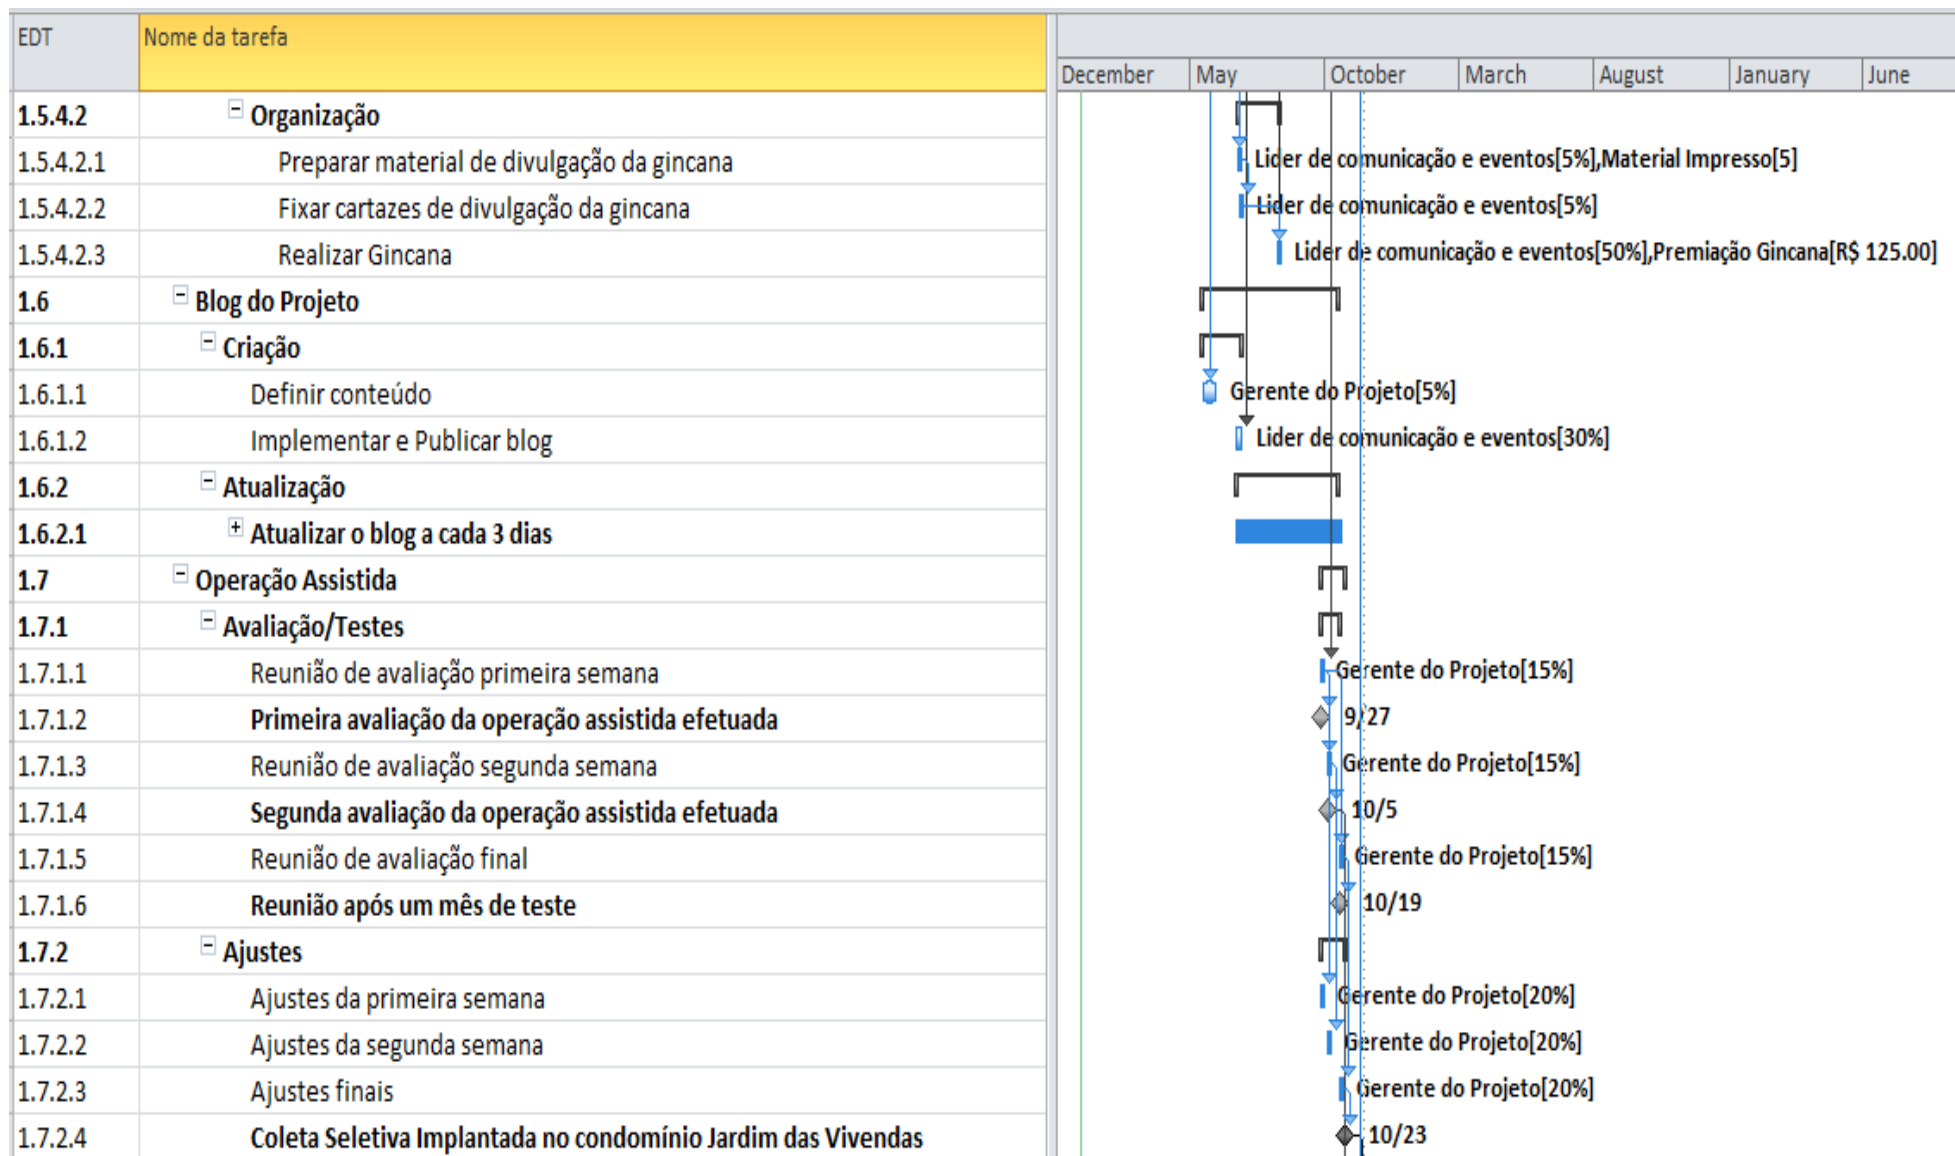 EDT Nome da tarefa
December May October March August January June
1.5.4.2 Organização
1.5.4.2.1 Preparar material de divulgação da gincana Lider de comunicação e eventos[5%],Material Impresso[5]
1.5.4.2.2 Fixar cartazes de divulgação da gincana Lider de comunicação e eventos[5%]
1.5.4.2.3 Realizar Gincana Lider de comunicação e eventos[50%],Premiação Gincana[R$ 125.00]
1.6 Blog do Projeto
1.6.1 Criação
1.6.1.1 Definir conteúdo Gerente do Projeto[5%]
1.6.1.2 Implementar e Publicar blog Lider de comunicação e eventos[30%]
1.6.2 Atualização
1.6.2.1 Atualizar o blog a cada 3 dias
1.7 Operação Assistida
1.7.1 Avaliação/Testes
1.7.1.1 Reunião de avaliação primeira semana Gerente do Projeto[15%]
1.7.1.2 Primeira avaliação da operação assistida efetuada 9/27
1.7.1.3 Reunião de avaliação segunda semana Gerente do Projeto[15%]
1.7.1.4 Segunda avaliação da operação assistida efetuada 10/5
1.7.1.5 Reunião de avaliação final Gerente do Projeto[15%]
1.7.1.6 Reunião após um mês de teste 10/19
1.7.2 Ajustes
1.7.2.1 Ajustes da primeira semana Gerente do Projeto[20%]
1.7.2.2 Ajustes da segunda semana Gerente do Projeto[20%]
1.7.2.3 Ajustes finais Gerente do Projeto[20%]
1.7.2.4 Coleta Seletiva Implantada no condomínio Jardim das Vivendas 10/23